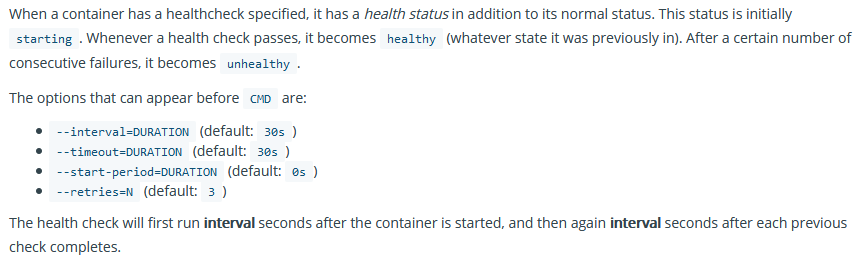 When a container has a healthcheck specified, it has a health status in addition to its normal status. This status is initially
starting . Whenever a health check passes, it becomes healthy (whatever state it was previously in). After a certain number of
consecutive failures, it becomes unhealthy .
The options that can appear before CMD are:
• --interval=DURATION (default: 30s )
• --timeout=DURATION (default: 30s )
• --start-period=DURATION (default: 0s )
• --retries=N (default: 3 )
The health check will first run interval seconds after the container is started, and then again interval seconds after each previous
check completes.